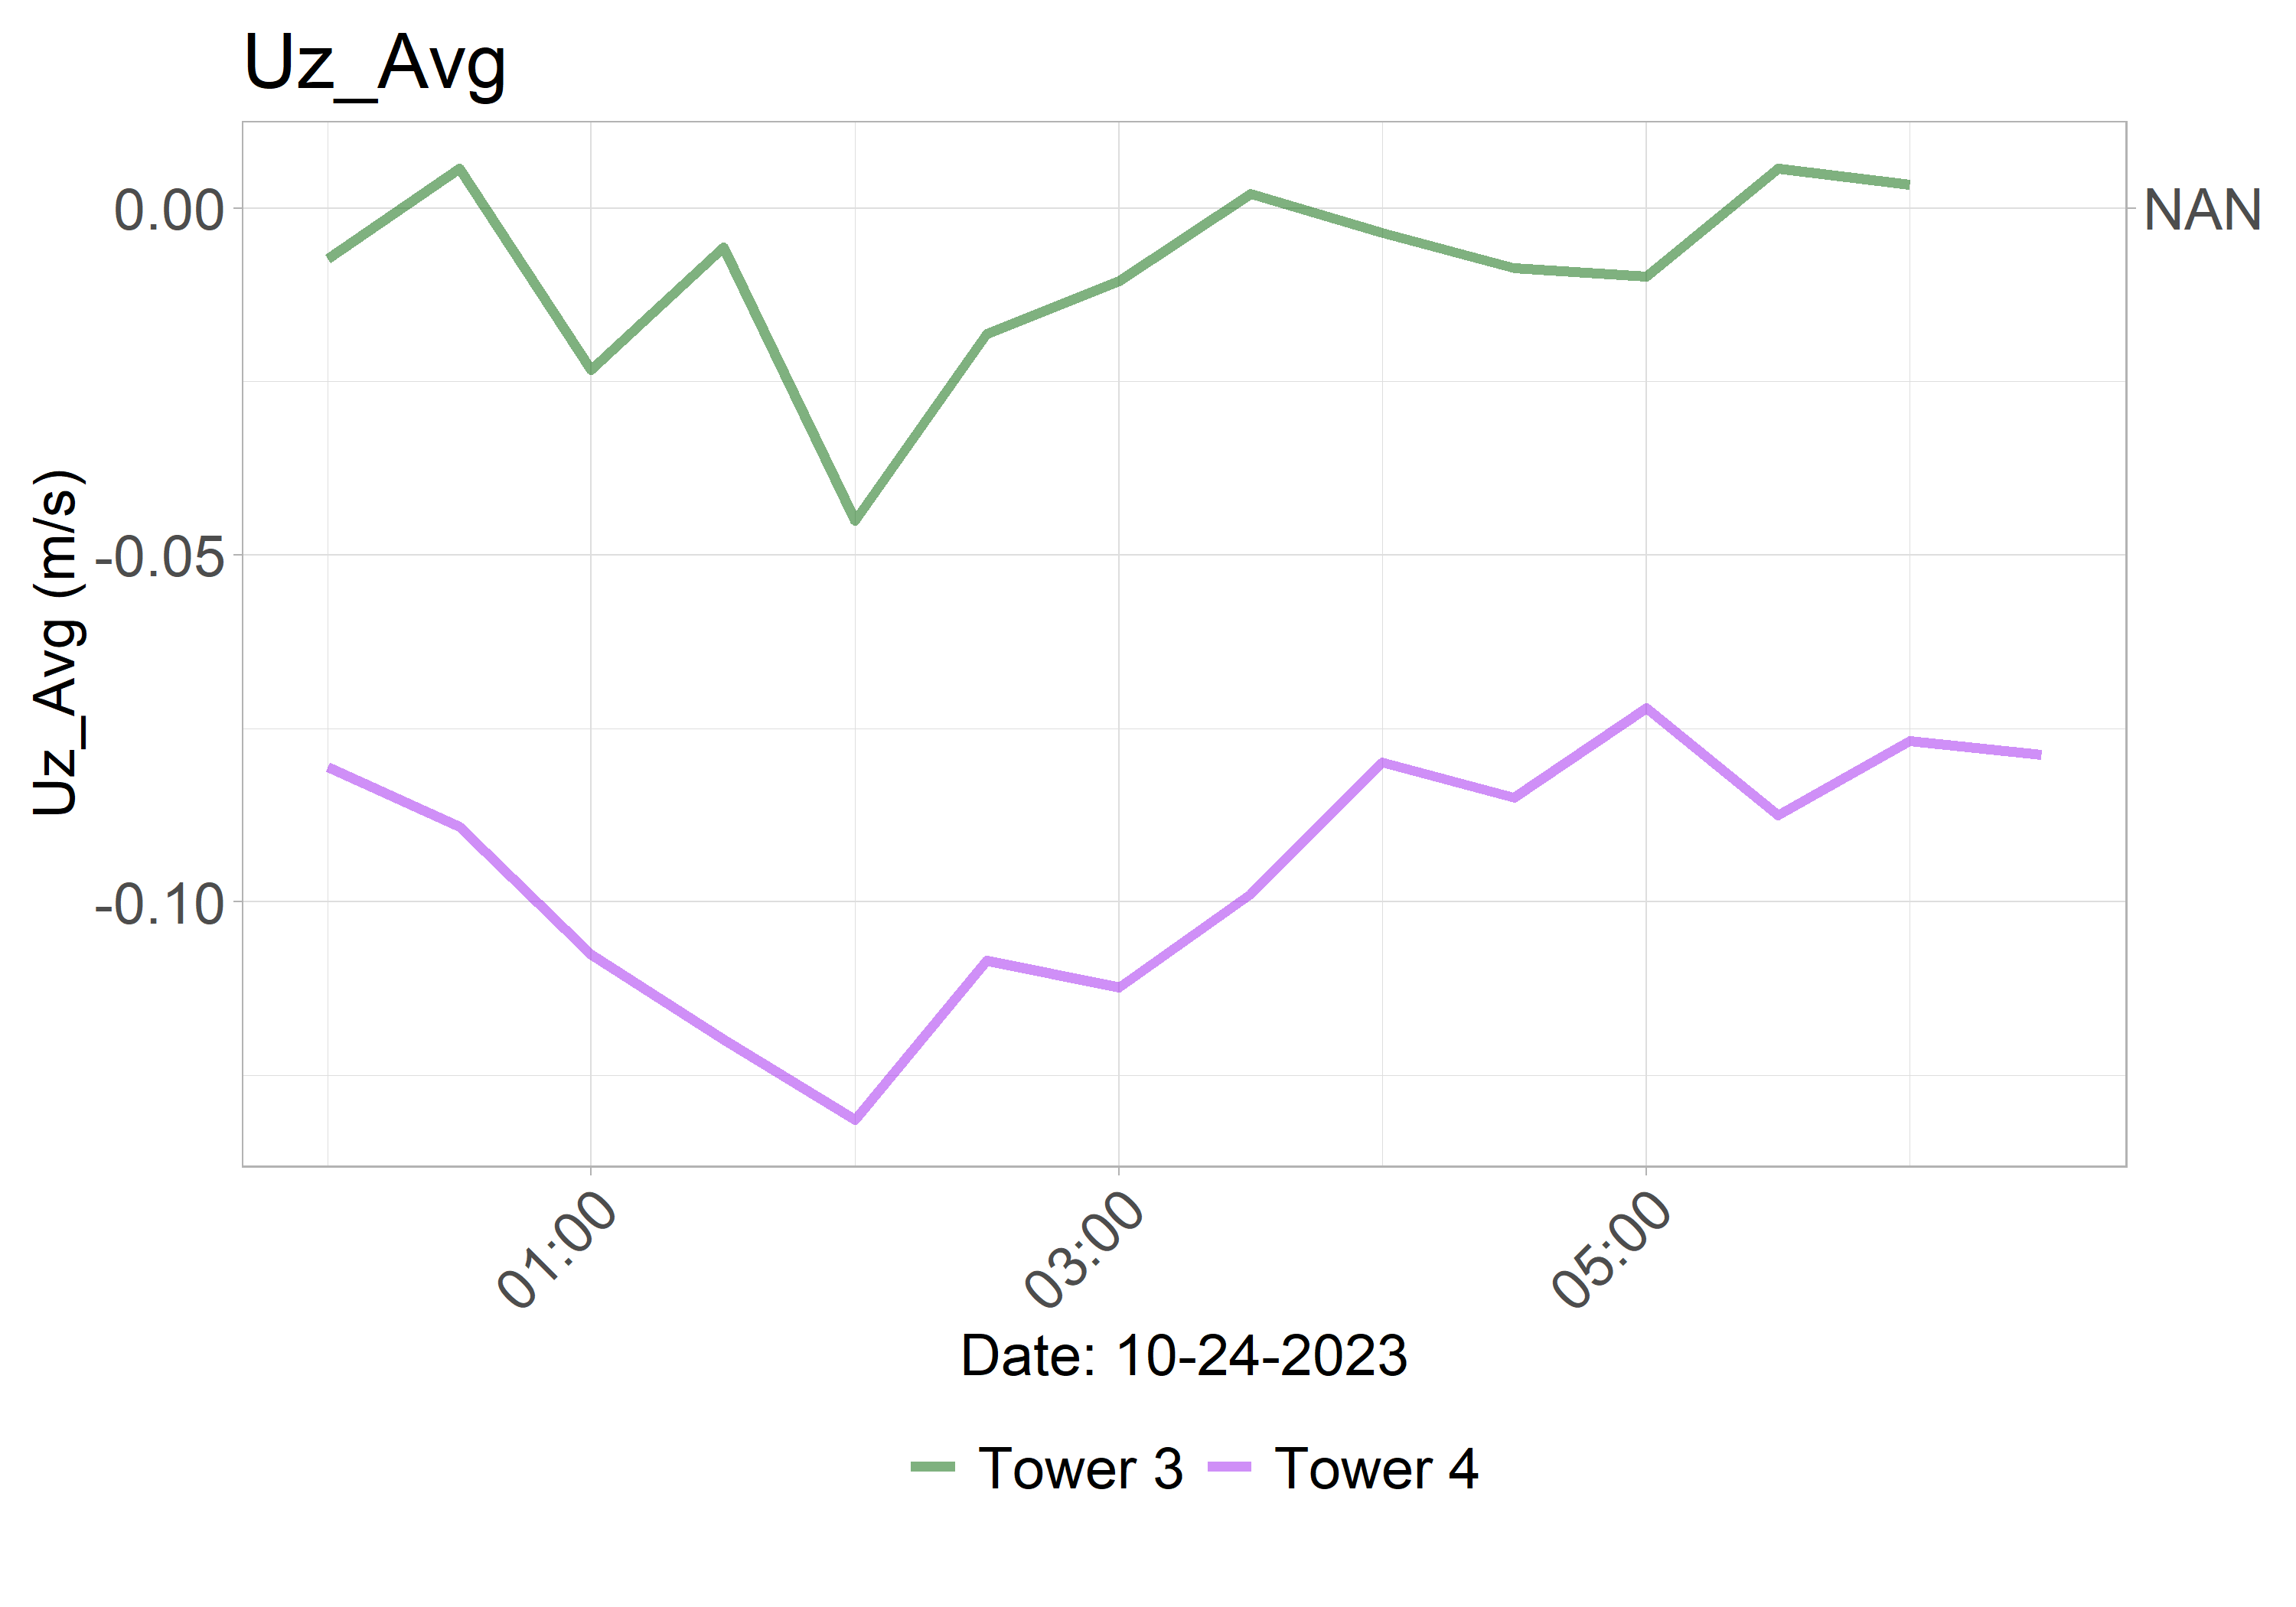 Uz_Avg
0.00
-0.05
-0.10
NAN
Uz_Avg (m/s)
01:00
03:00
05:00
Date: 10-24-2023
Tower 3
Tower 4